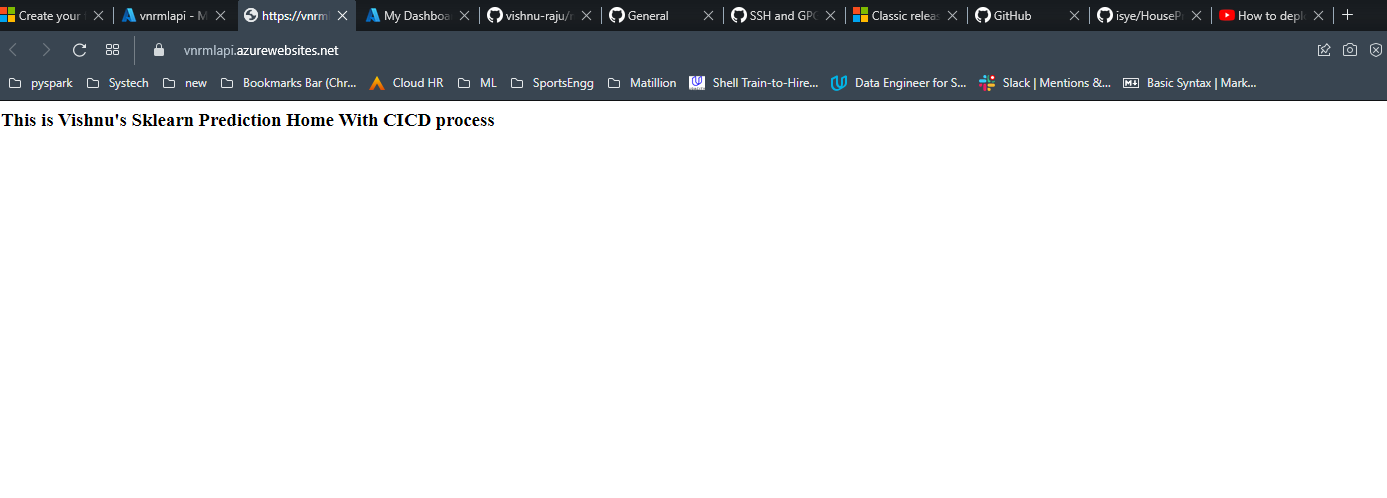 Create your
vnrmlapi - M
https://vnrml
My Dashboa
vishnu-raju/
General
SSH and GPG
Classic releas
GitHub
isye/HousePr
How to depl
vnrmlapi.azurewebsites.net
pyspark Systech new Bookmarks Bar (Chr... Cloud HR ML SportsEngg Matillion Shell Train-to-Hire... Data Engineer for S... Slack | Mentions &... Basic Syntax | Mark...
This is Vishnu's Sklearn Prediction Home With CICD process